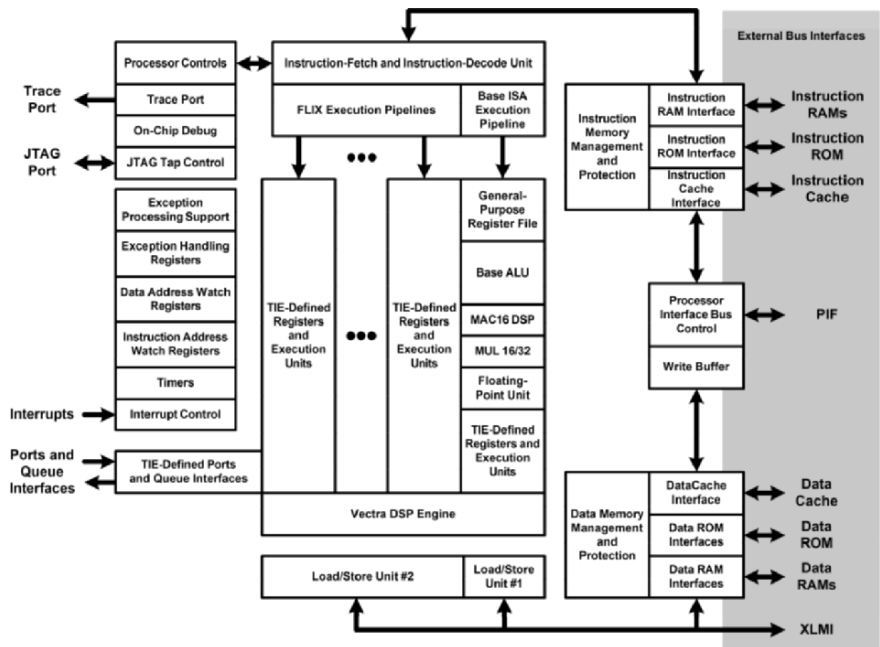 External Bus Interfaces
Processor Controls
Instruction-Fetch and Instruction-Decode Unit
Trace
Port
Trace Port
FLIX Execution Pipelines
Base ISA
Execution
Pipeline
On-Chip Debug
JTAG
Port
JTAG Tap Control
Instruction
Memory
Management
and
Protection
Instruction
RAM Interface
Instruction
ROM Interface
Instruction
Cache
Interface
Instruction
RAMs
Instruction
ROM
Instruction
Cache
Exception
Processing Support
Exception Handling
Registers
Data Address Watch
Registers
Instruction Address
Watch Registers
Timers
Interrupts
Interrupt Control
Ports and
Queue
Interfaces
TIE-Defined Ports
and Queue Interfaces
TIE-Defined
Registers
and
Execution
Units
TIE-Defined
Registers
and
Execution
Units
General-
Purpose
Register File
Base ALU
MAC16 DSP
MUL 16/32
Floating-
Point Unit
TIE-Defined
Registers and
Execution
Units
Vectra DSP Engine
Processor
Interface Bus
Control
PIF
Write Buffer
Data Memory
Management
and
Protection
DataCache
Interface
Data ROM
Interfaces
Data RAM
Interfaces
Data
Cache
Data
ROM
Data
RAMs
Load/Store Unit #2
Load/Store
Unit #1
XLMI